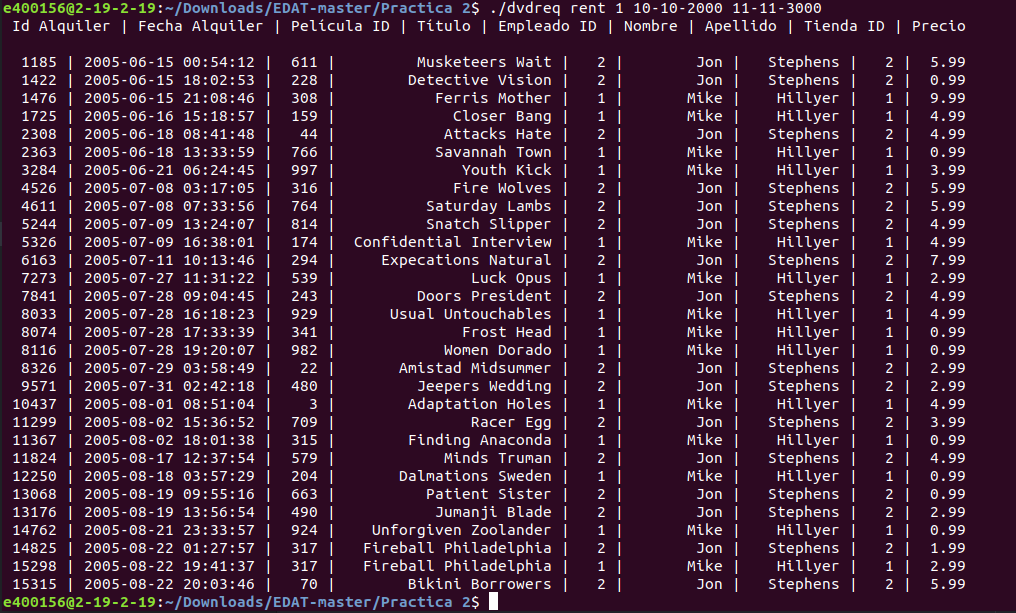 e400156@2-19-2-19:~/Downloads/EDAT-master/Practica 2$ ./dvdreq rent 1 10-10-2000 11-11-3000
Id Alquiler | Fecha Alquiler | Película ID | Titulo | Empleado ID | Nombre | Apellido | Tienda ID | Precio
1185 | 2005-06-15 00:54:12 | 611 | Musketeers Wait | 2 | Jon | Stephens | 2 | 5.99
1422 | 2005-06-15 18:02:53 | 228 | Detective Vision | 2 | Jon | Stephens | 2 | 0.99
1476 | 2005-06-15 21:08:46 | 308 | Ferris Mother | 1 | Mike | Hillyer | 1 | 9.99
1725 | 2005-06-16 15:18:57 | 159 | Closer Bang | 1 | Mike | Hillyer | 1 | 4.99
2308 | 2005-06-18 08:41:48 | 44 | Attacks Hate | 2 | Jon | Stephens | 2 | 4.99
2363 | 2005-06-18 13:33:59 | 766 | Savannah Town | 1 | Mike | Hillyer | 1 | 0.99
3284 | 2005-06-21 06:24:45 | 997 | Youth Kick | 1 | Mike | Hillyer | 1 | 3.99
4526 | 2005-07-08 03:17:05 | 316 | Fire Wolves | 2 | Jon | Stephens | 2 | 5.99
4611 | 2005-07-08 07:33:56 | 764 | Saturday Lambs | 2 | Jon | Stephens | 2 | 5.99
5244 | 2005-07-09 13:24:07 | 814 | Snatch Slipper | 2 | Jon | Stephens | 2 | 4.99
5326 | 2005-07-09 16:38:01 | 174 | Confidential Interview | 1 | Mike | Hillyer | 1 | 4.99
6163 | 2005-07-11 10:13:46 | 294 | Expecations Natural | 2 | Jon | Stephens | 2 | 7.99
7273 | 2005-07-27 11:31:22 | 539 | Luck Opus | 1 | Mike | Hillyer | 1 | 2.99
7841 | 2005-07-28 09:04:45 | 243 | Doors President | 2 | Jon | Stephens | 2 | 4.99
8033 | 2005-07-28 16:18:23 | 929 | Usual Untouchables | 1 | Mike | Hillyer | 1 | 4.99
8074 | 2005-07-28 17:33:39 | 341 | Frost Head | 1 | Mike | Hillyer | 1 | 0.99
8116 | 2005-07-28 19:20:07 | 982 | Women Dorado | 1 | Mike | Hillyer | 1 | 0.99
8326 | 2005-07-29 03:58:49 | 22 | Amistad Midsummer | 2 | Jon | Stephens | 2 | 2.99
9571 | 2005-07-31 02:42:18 | 480 | Jeepers Wedding | 2 | Jon | Stephens | 2 | 2.99
10437 | 2005-08-01 08:51:04 | 3 | Adaptation Holes | 1 | Mike | Hillyer | 1 | 4.99
11299 | 2005-08-02 15:36:52 | 709 | Racer Egg | 2 | Jon | Stephens | 2 | 3.99
11367 | 2005-08-02 18:01:38 | 315 | Finding Anaconda | 1 | Mike | Hillyer | 1 | 0.99
11824 | 2005-08-17 12:37:54 | 579 | Minds Truman | 2 | Jon | Stephens | 2 | 4.99
12250 | 2005-08-18 03:57:29 | 204 | Dalmations Sweden | 1 | Mike | Hillyer | 1 | 0.99
13068 | 2005-08-19 09:55:16 | 663 | Patient Sister | 2 | Jon | Stephens | 2 | 0.99
13176 | 2005-08-19 13:56:54 | 490 | Jumanji Blade | 2 | Jon | Stephens | 2 | 2.99
14762 | 2005-08-21 23:33:57 | 924 | Unforgiven Zoolander | 1 | Mike | Hillyer | 1 | 0.99
14825 | 2005-08-22 01:27:57 | 317 | Fireball Philadelphia | 2 | Jon | Stephens | 2 | 1.99
15298 | 2005-08-22 19:41:37 | 317 | Fireball Philadelphia | 1 | Mike | Hillyer | 1 | 2.99
15315 | 2005-08-22 20:03:46 | 70 | Bikini Borrowers | 2 | Jon | Stephens | 2 | 5.99
e400156@2-19-2-19:~/Downloads/EDAT-master/Practica 2$